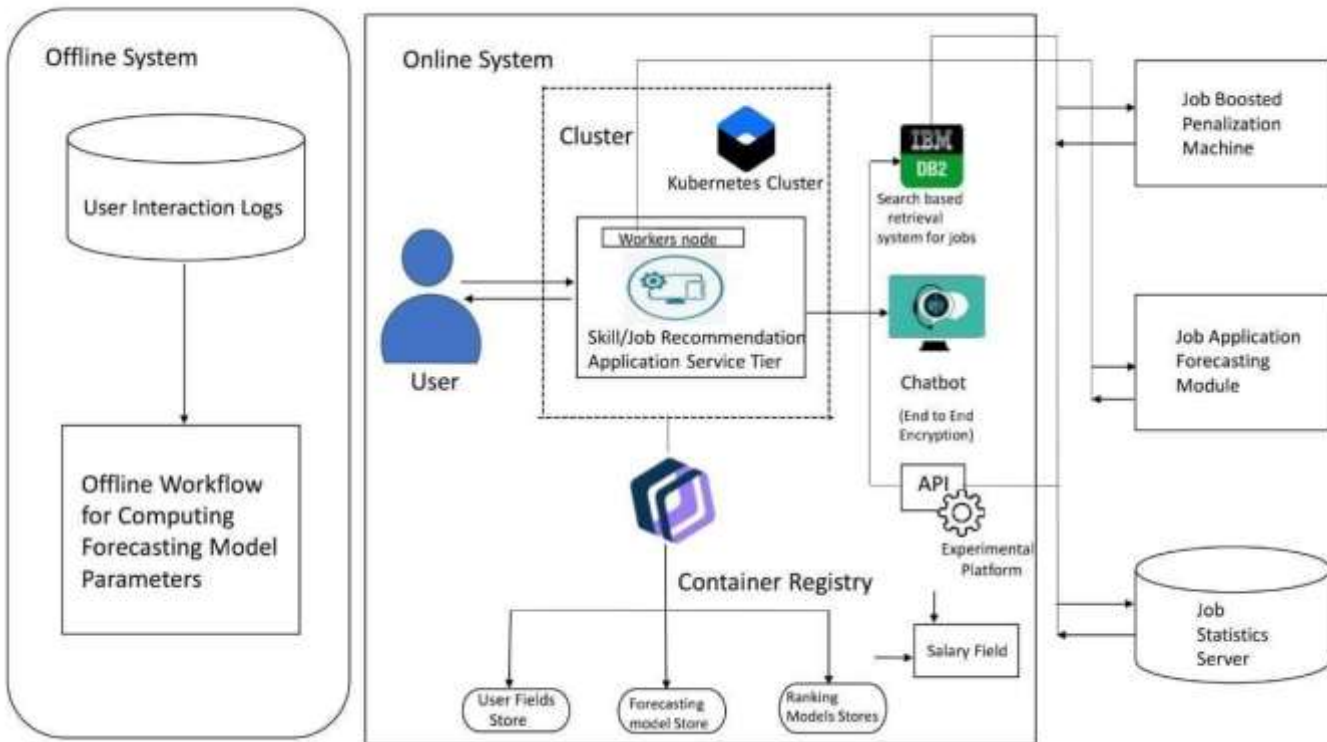 Offline System
User Interaction Logs
Offline Workflow
for Computing
Forecasting Model
Parameters
Online System
Cluster
Kubernetes Cluster
Workers node
Skill/Job Recommendation
Application Service Tier
User
IBM
DB2
Search based
retrieval
system for jobs
Chatbot
(End to End
Encryption)
API
Experimental
Platform
Container Registry
User Fields
Store
Forecasting
model Store
Ranking
Models Stores
Salary Field
Job Boosted
Penalization
Machine
Job Application
Forecasting
Module
Job
Statistics
Server